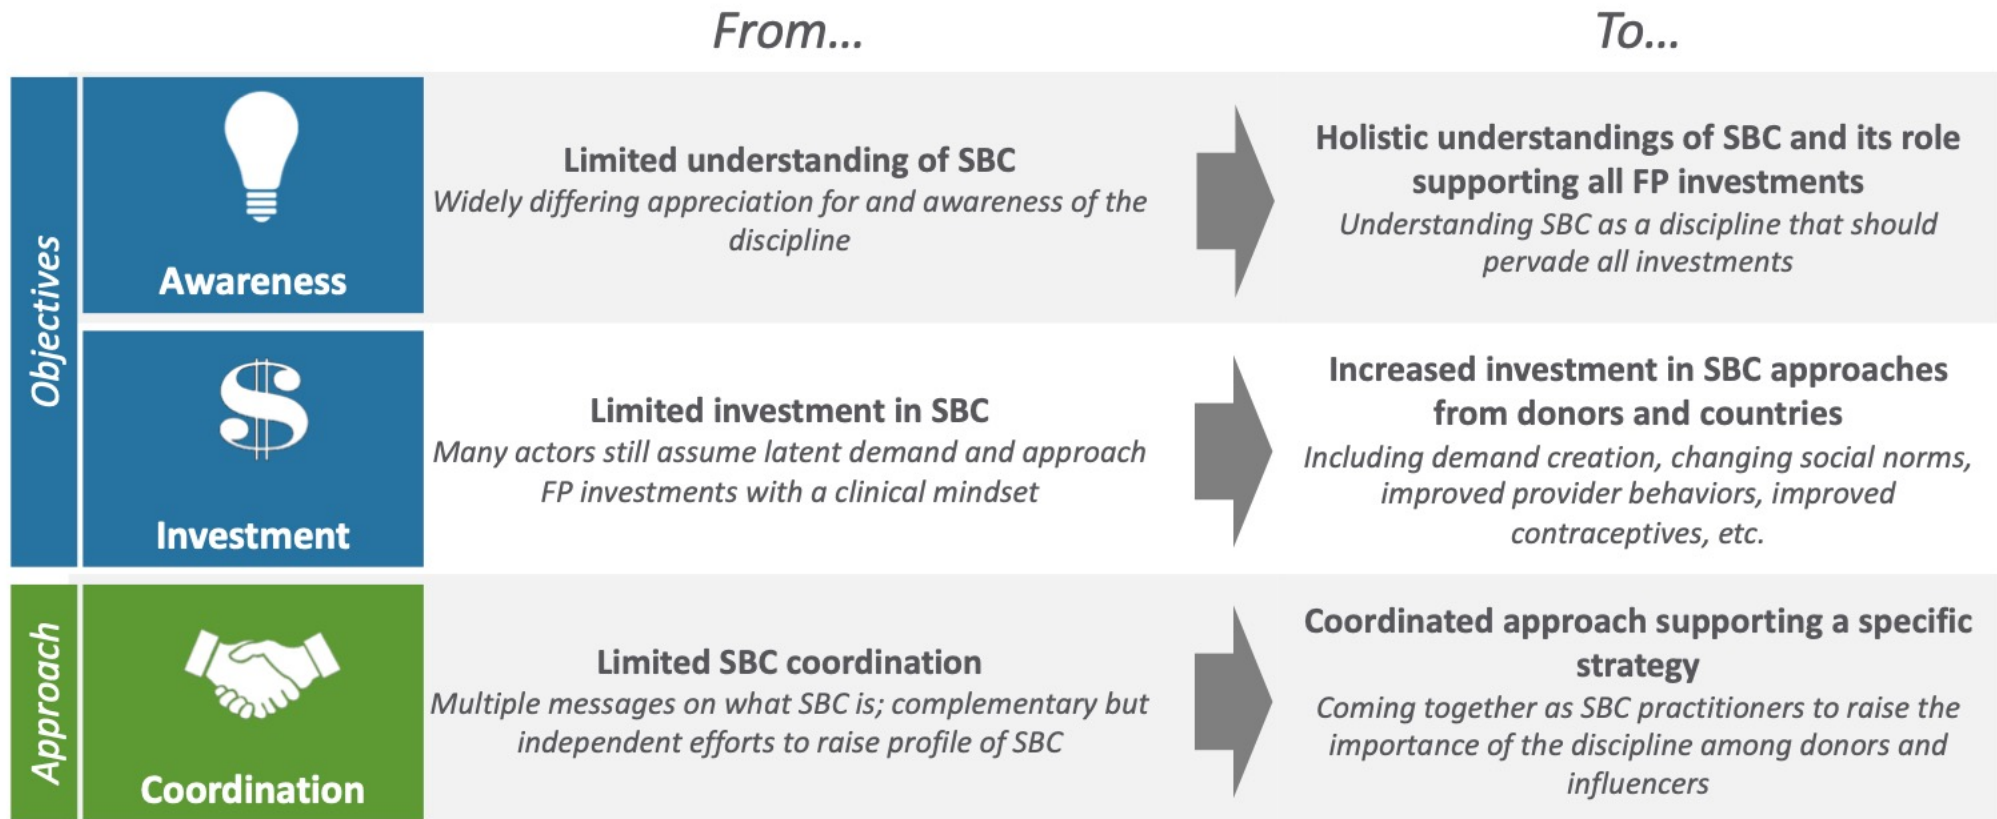 From...
To...
Objectives
Awareness
Limited understanding of SBC
Widely differing appreciation for and awareness of the
discipline
Holistic understandings of SBC and its role
supporting all FP investments
Understanding SBC as a discipline that should
pervade all investments
$
Investment
Limited investment in SBC
Many actors still assume latent demand and approach
FP investments with a clinical mindset
Increased investment in SBC approaches
from donors and countries
Including demand creation, changing social norms,
improved provider behaviors, improved
contraceptives, etc.
Approach
Coordination
Limited SBC coordination
Multiple messages on what SBC is; complementary but
independent efforts to raise profile of SBC
Coordinated approach supporting a specific
strategy
Coming together as SBC practitioners to raise the
importance of the discipline among donors and
influencers